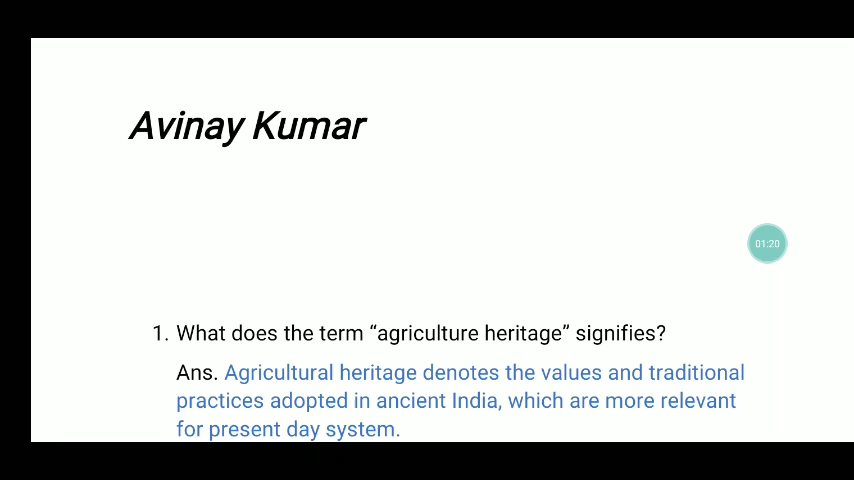 Avinay Kumar
01:20
1. What does the term “agriculture heritage” signifies?
Ans. Agricultural heritage denotes the values and traditional
practices adopted in ancient India, which are more relevant
for present day system.